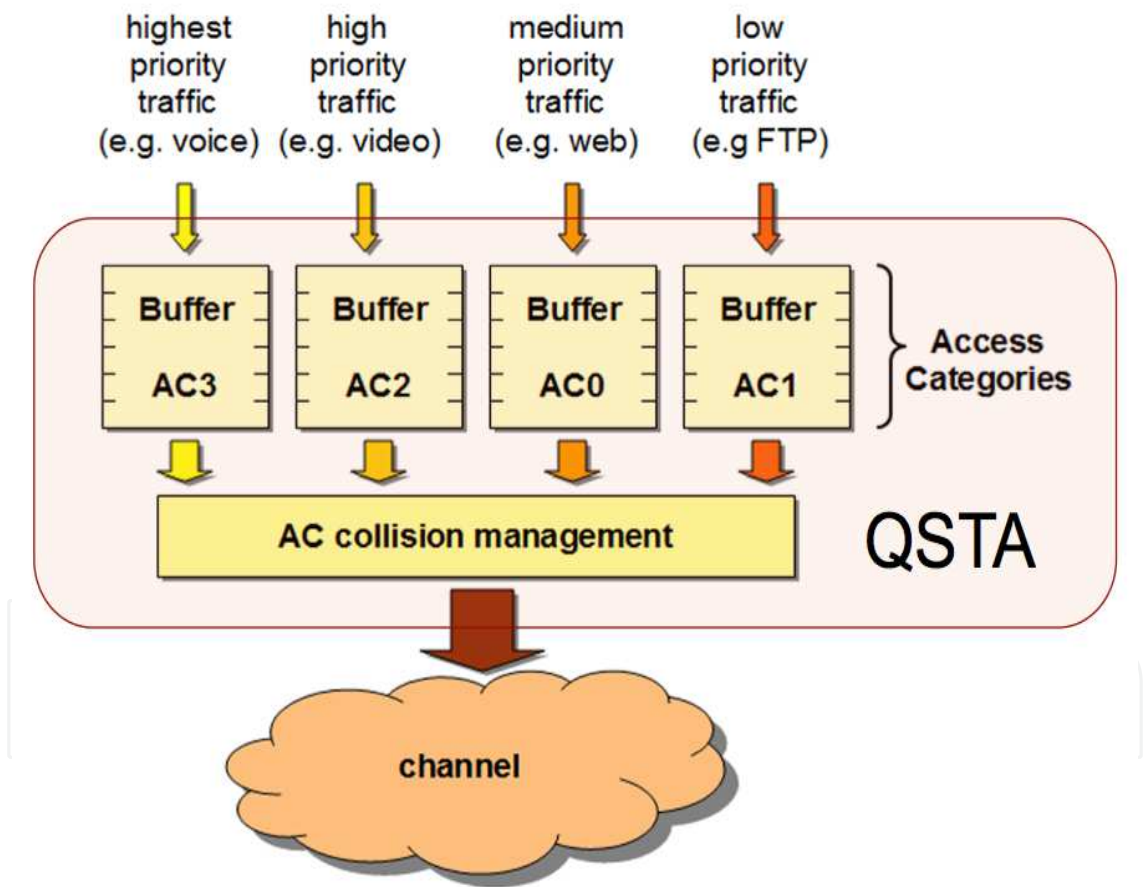 highest
priority
traffic
(e.g. voice)
high
priority
traffic
(e.g. video)
medium
priority
traffic
(e.g. web)
low
priority
traffic
(e.g FTP)
Buffer
AC3
Buffer
AC2
Buffer
AC0
Buffer
AC1
Access
Categories
AC collision management
QSTA
channel